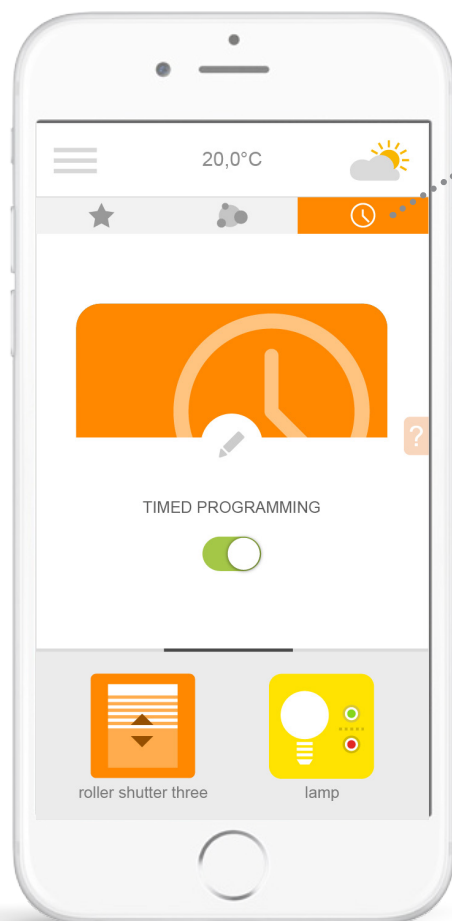 20,0°C
?
TIMED PROGRAMMING
roller shutter three
lamp